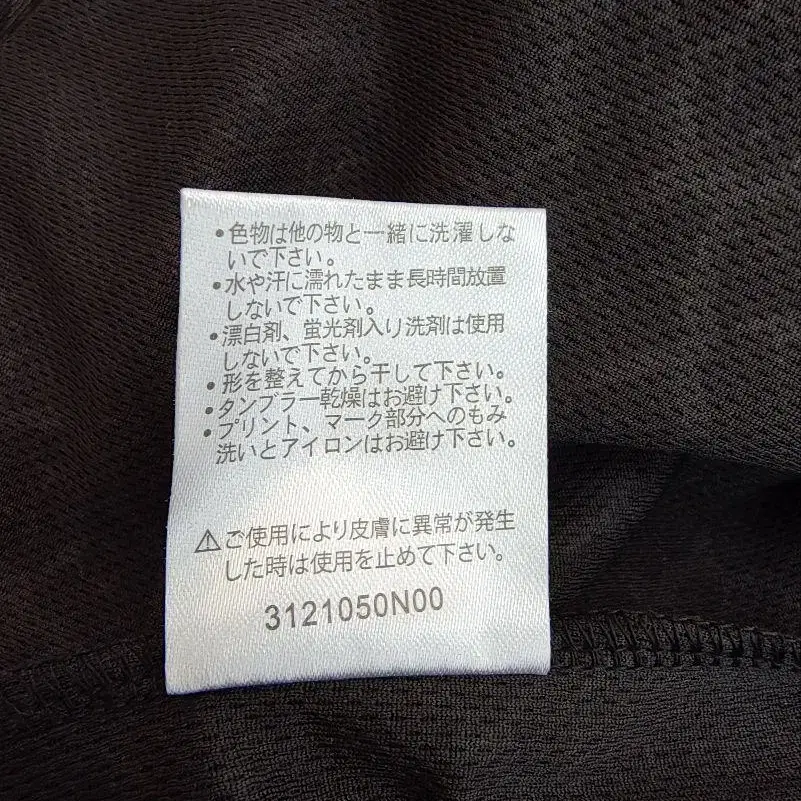 •色物は他の物と一緒に洗濯しな
いで下さい。
•水や汗に濡れたまま長時間放置
しないで下さい。
•漂白剤、蛍光剤入り洗剤は使用
しないで下さい。
•形を整えてから干して下さい。
•タンブラー乾燥はお避け下さい。
•プリント、マーク部分へのもみ
洗いとアイロンはお避け下さい。
⚠ご使用により皮膚に異常が発生
した時は使用を止めて下さい。
3121050N00